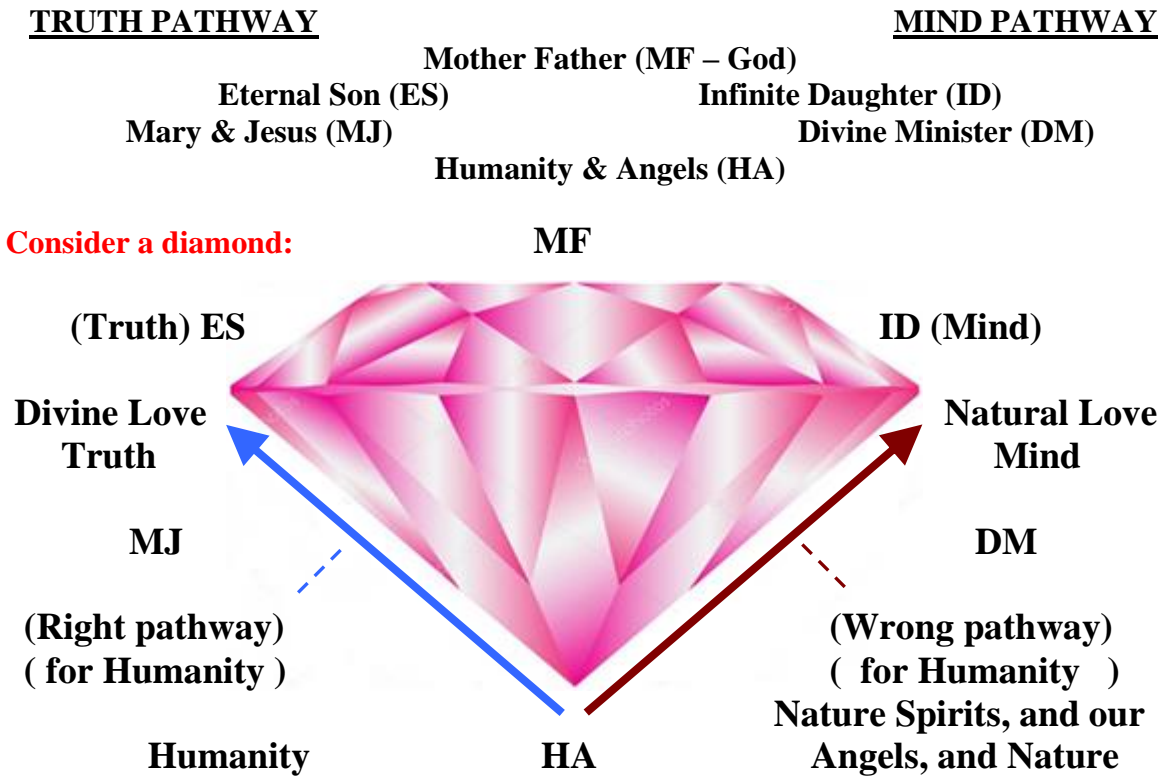 TRUTH PATHWAY MIND PATHWAY
Mother Father (MF – God)
Eternal Son (ES) Infinite Daughter (ID)
Mary & Jesus (MJ) Divine Minister (DM)
Humanity & Angels (HA)
Consider a diamond: MF
(Truth) ES ID (Mind)
Divine Love Natural Love
Truth Mind
MJ DM
(Right pathway) (Wrong pathway)
( for Humanity ) ( for Humanity )
Nature Spirits, and our
Humanity HA Angels, and Nature